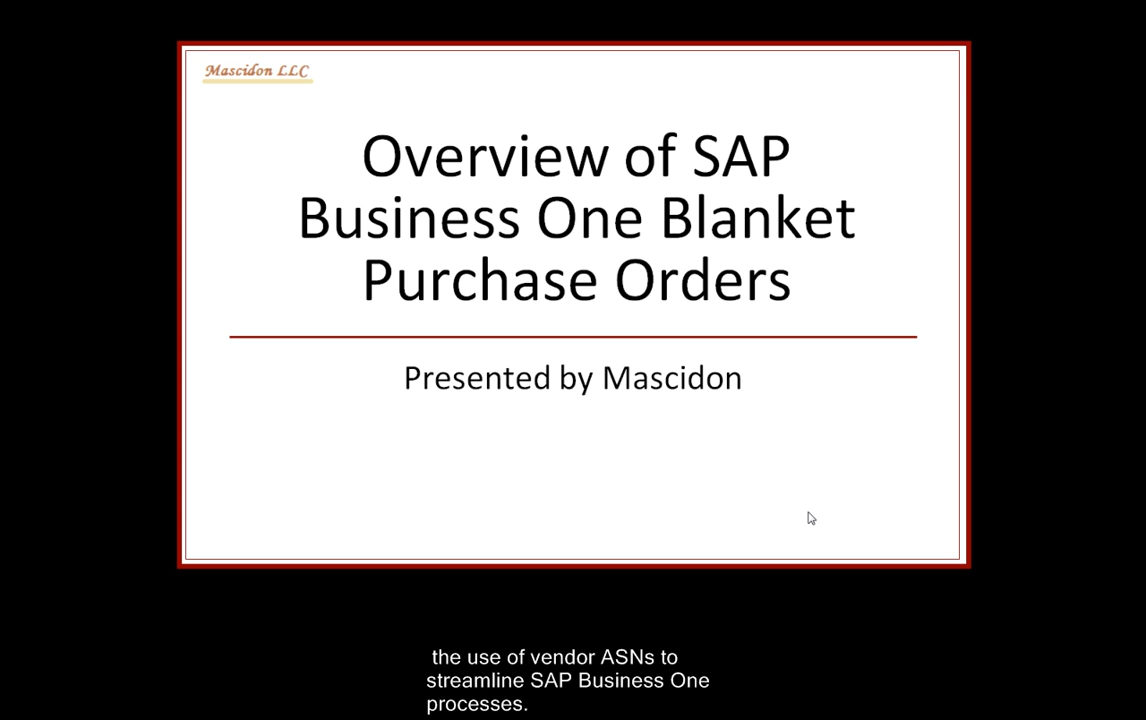 Mascidon LLC
Overview of SAP
Business One Blanket
Purchase Orders
Presented by Mascidon
the use of vendor ASNs to
streamline SAP Business One
processes.